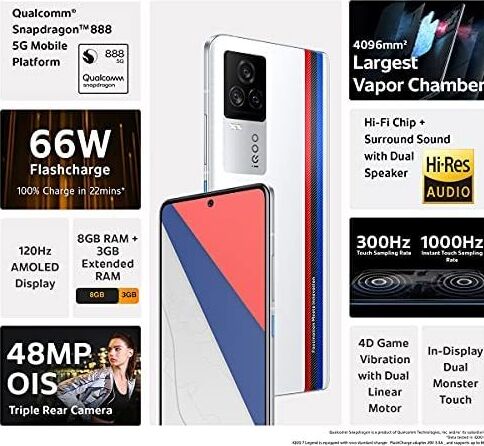 Qualcomm®
Snapdragon™ 888
5G Mobile
Platform
888
5G
Qualcomm
snapdragon
4096mm²
Largest
Vapor Chamber
66W
Flashcharge
100% Charge in 22mins*
iQOO
Hi-Fi Chip +
Surround Sound
with Dual
Speaker
Hi-Res
AUDIO
120Hz
AMOLED
Display
8GB RAM +
3GB
Extended
RAM
8GB
3GB
300Hz
Touch Sampling
Rate
1000Hz
Instant Touch Sampling
Rate
Fascination Meets Innovation
48MP
OIS
Triple Rear Camera
4D Game
Vibration
with Dual
Linear
Motor
In-Display
Dual
Monster
Touch
Qualcomm Snapdragon is a product of Qualcomm Technologies, Inc. and/or its